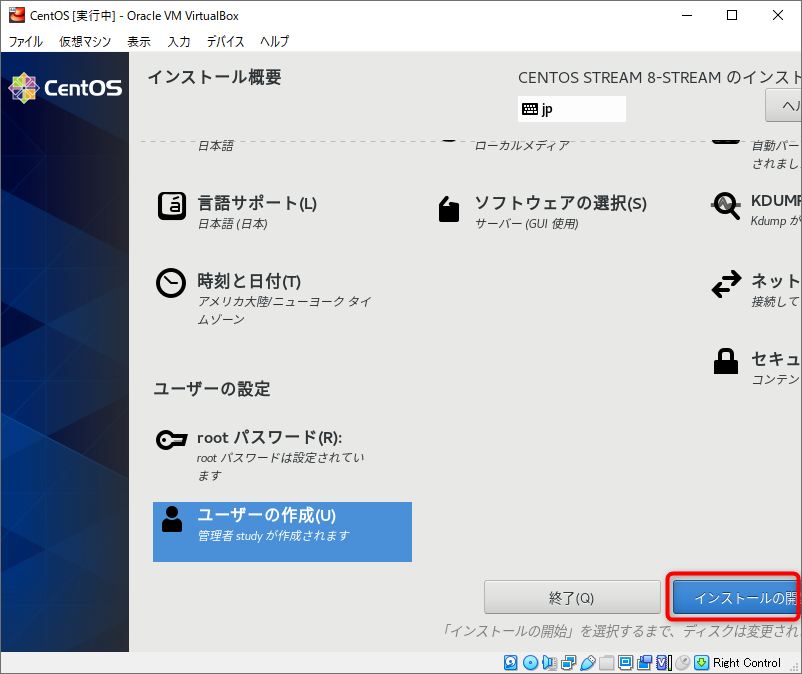 CentOS [実行中] - Oracle VM VirtualBox
ファイル 仮想マシン 表示 入力 デバイス ヘルプ
CentOS
インストール概要
CENTOS STREAM 8-STREAM のインスト
jp
ヘル
日本語
ローカルメディア
自動パー
されまし
言語サポート(L)
日本語 (日本)
ソフトウェアの選択(S)
サーバー (GUI 使用)
KDUMP
Kdump が
時刻と日付(T)
アメリカ大陸/ニューヨーク タイ
ムゾーン
ネット
接続して
セキュ
コンテン
ユーザーの設定
root パスワード(R):
root パスワードは設定されてい
ます
ユーザーの作成(U)
管理者 study が作成されます
終了(Q)
インストールの開
「インストールの開始」を選択するまで、ディスクは変更され
Right Control